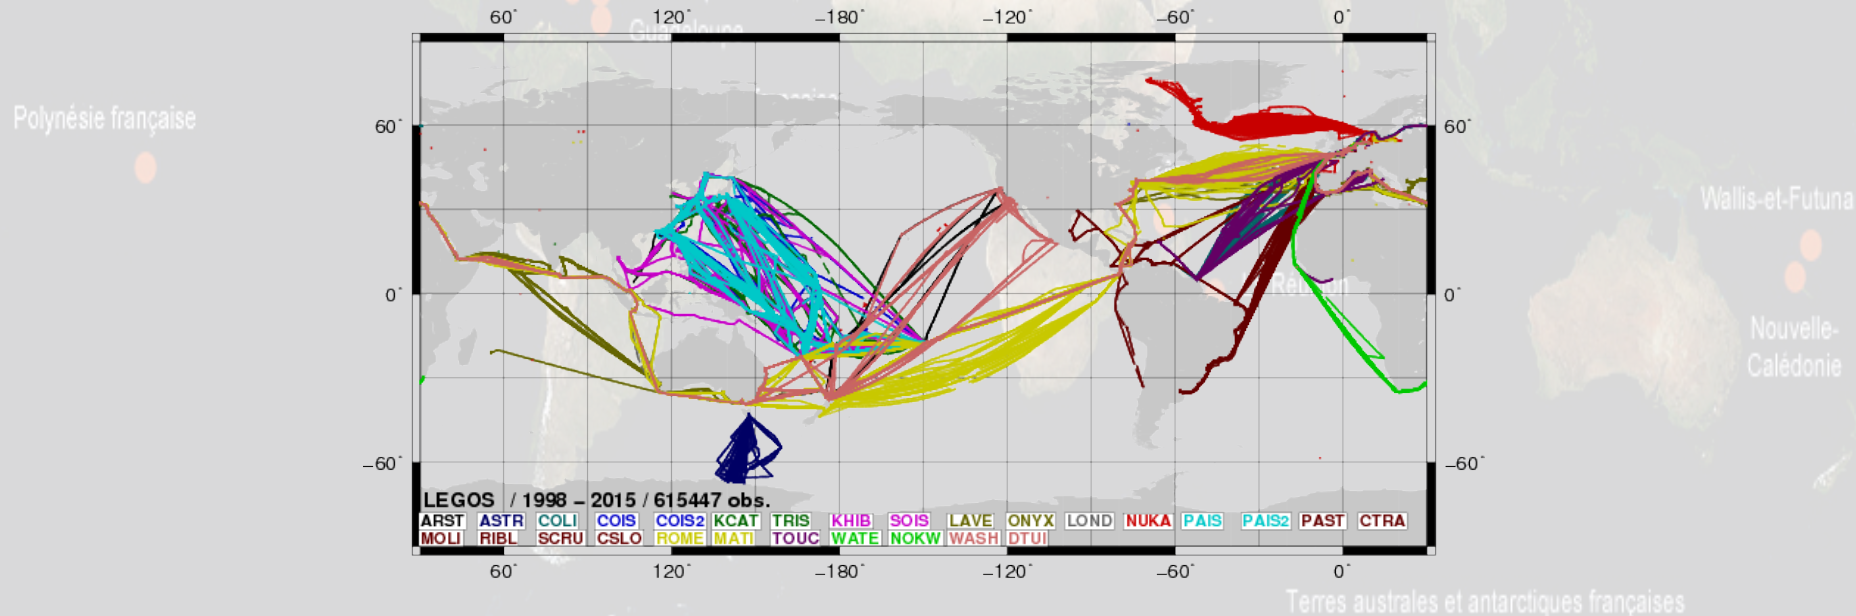 60° 120° −180° −120° −60° 0°
Guadeloupe
Polynésie française
60° 60°
Wallis-et-Futuna
Réunion
0° 0°
Nouvelle-
Calédonie
−60° −60°
LEGOS / 1998 – 2015 / 615447 obs.
ARST ASTR COLI COIS COIS2 KCAT TRIS KHIB SOIS LAVE ONYX LOND NUKA PAIS PAIS2 PAST CTRA
MOLI RIBL SCRU CSLO ROME MATI TOUC WATE NOKW WASH DTUI
60° 120° −180° −120° −60° 0°
Terres australes et antarctiques françaises